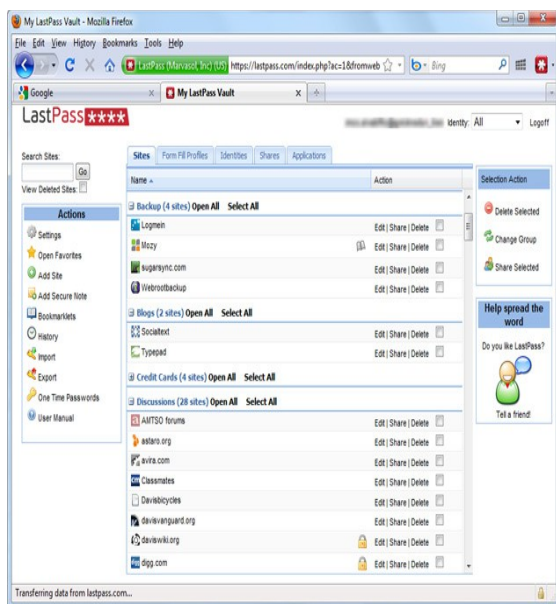 My LastPass Vault - Mozilla Firefox
File Edit View History Bookmarks Tools Help
LastPass (Marvasol, Inc) (US) https://lastpass.com/index.php?ac=1&fromweb
Bing
Google
My LastPass Vault
LastPass ****
Identity: All
Logoff
Search Sites:
Go
View Deleted Sites:
Actions
Settings
Open Favorites
Add Site
Add Secure Note
Bookmarklets
History
Import
Export
One Time Passwords
User Manual
Sites Form Fill Profiles Identities Shares Applications
Name Action
Backup (4 sites) Open All Select All
Logmein Edit | Share | Delete
Mozy Edit | Share | Delete
sugarsync.com Edit | Share | Delete
Webrootbackup Edit | Share | Delete
Blogs (2 sites) Open All Select All
Socialtext Edit | Share | Delete
Typepad Edit | Share | Delete
Credit Cards (4 sites) Open All Select All
Discussions (28 sites) Open All Select All
AMTSO forums Edit | Share | Delete
astaro.org Edit | Share | Delete
avira.com Edit | Share | Delete
Classmates Edit | Share | Delete
Davisbicycles Edit | Share | Delete
davisvanguard.org Edit | Share | Delete
daviswiki.org Edit | Share | Delete
digg.com Edit | Share | Delete
Selection Action
Delete Selected
Change Group
Share Selected
Help spread the
word
Do you like LastPass?
Tell a friend!
Transferring data from lastpass.com...